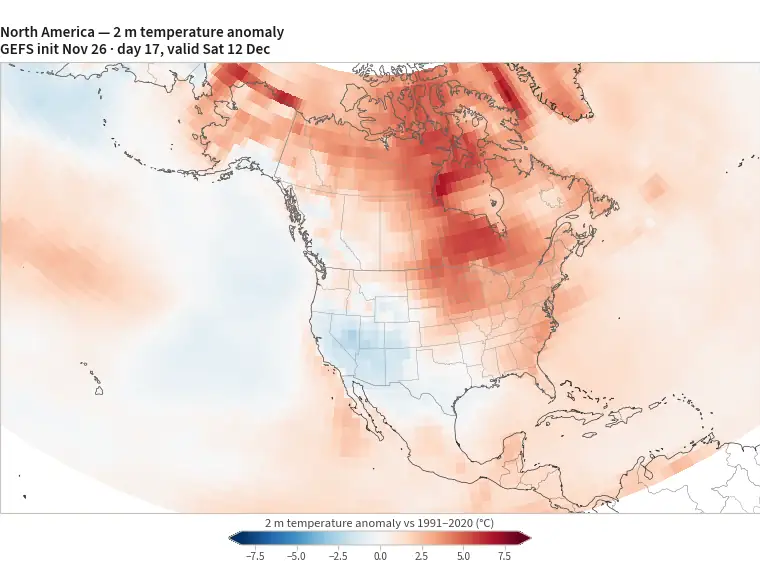 North America — 2 m temperature anomaly
GEFS init Nov 26 · day 17, valid Sat 12 Dec
2 m temperature anomaly vs 1991–2020 (°C)
−7.5 −5.0 −2.5 0.0 2.5 5.0 7.5